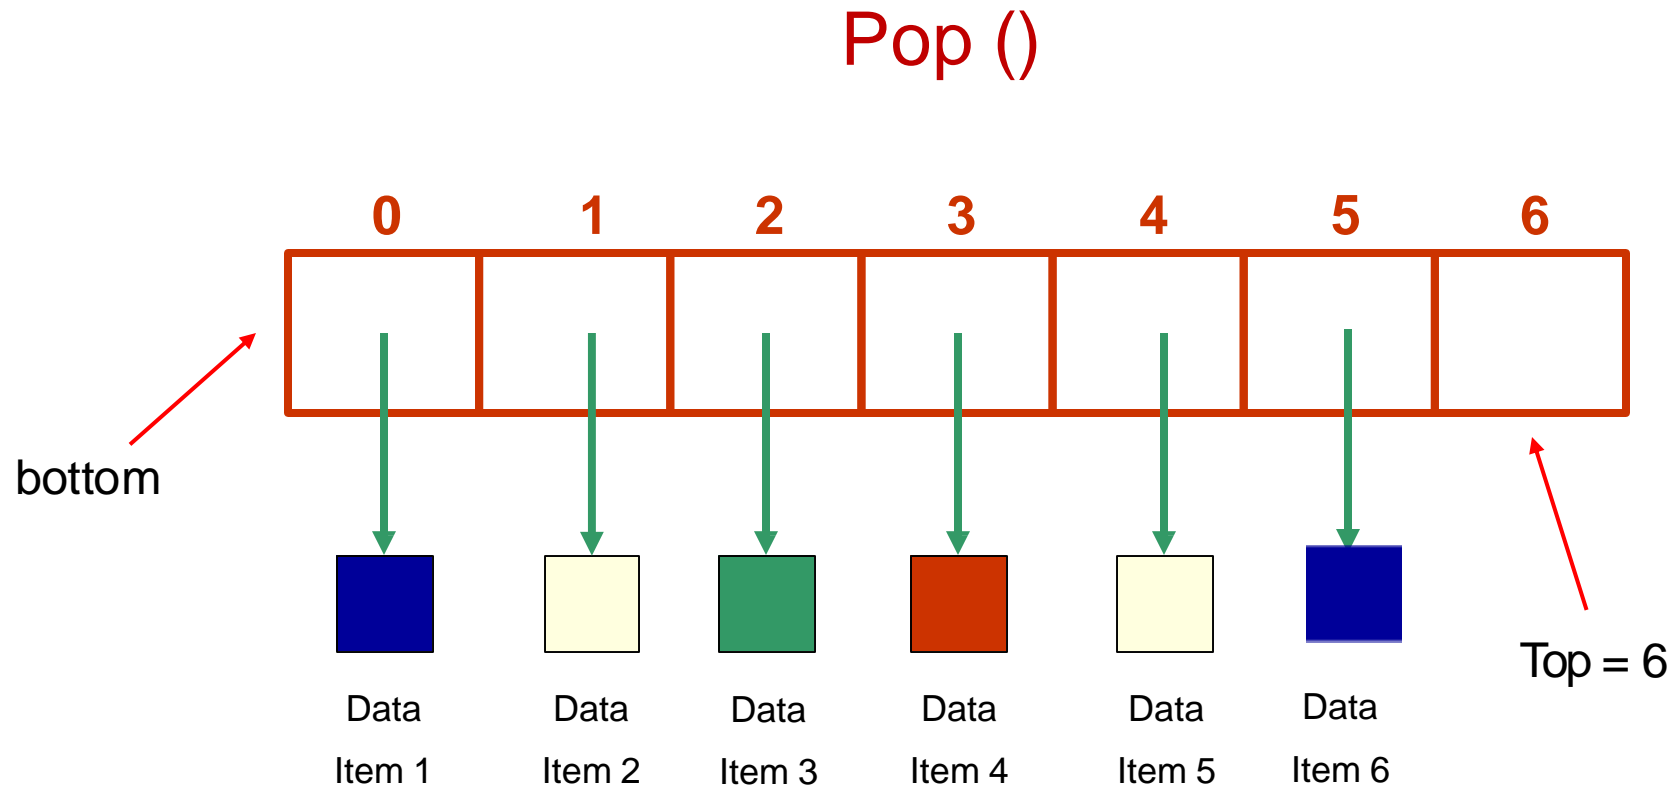 Pop ()
0 1 2 3 4 5 6
bottom
Top = 6
Data Data Data Data Data Data
Item 1 Item 2 Item 3 Item 4 Item 5 Item 6